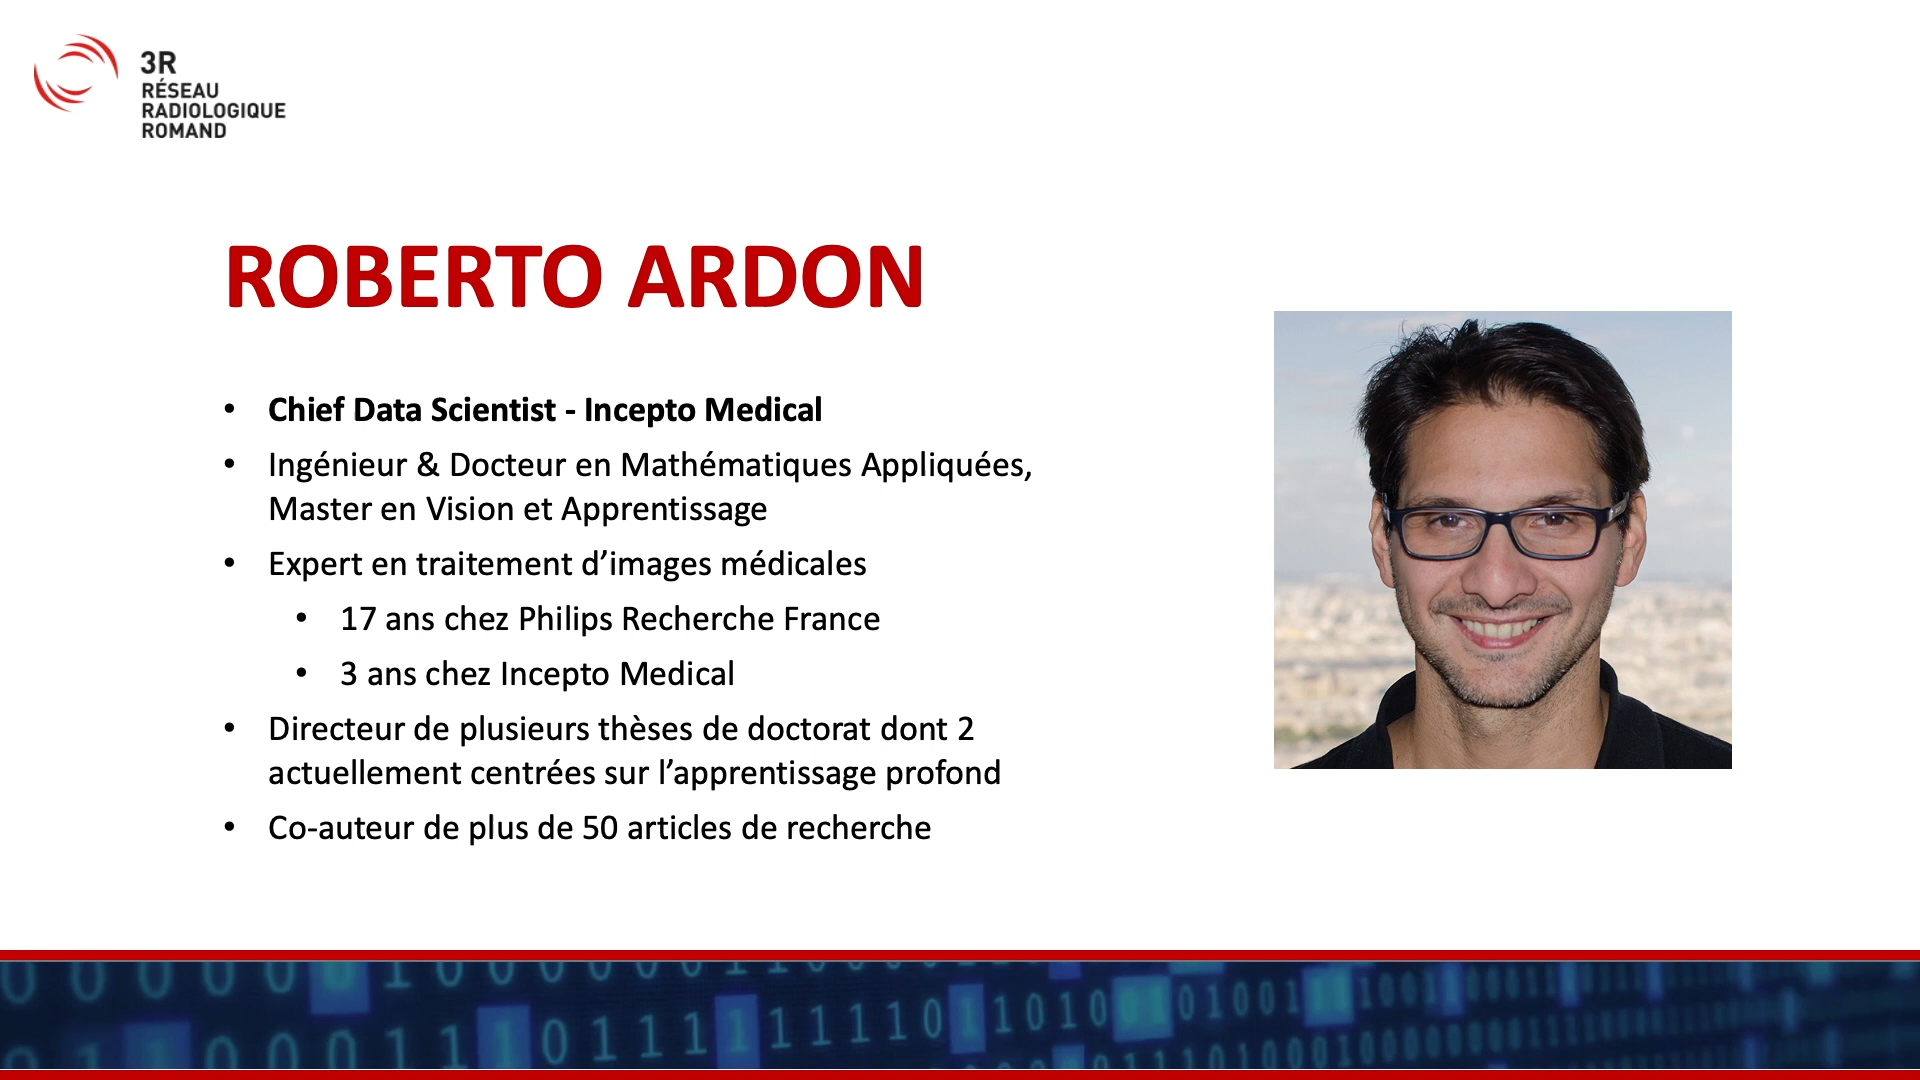 3R
RÉSEAU
RADIOLOGIQUE
ROMAND
ROBERTO ARDON
• Chief Data Scientist - Incepto Medical
• Ingénieur & Docteur en Mathématiques Appliquées,
Master en Vision et Apprentissage
• Expert en traitement d’images médicales
• 17 ans chez Philips Recherche France
• 3 ans chez Incepto Medical
• Directeur de plusieurs thèses de doctorat dont 2
actuellement centrées sur l’apprentissage profond
• Co-auteur de plus de 50 articles de recherche